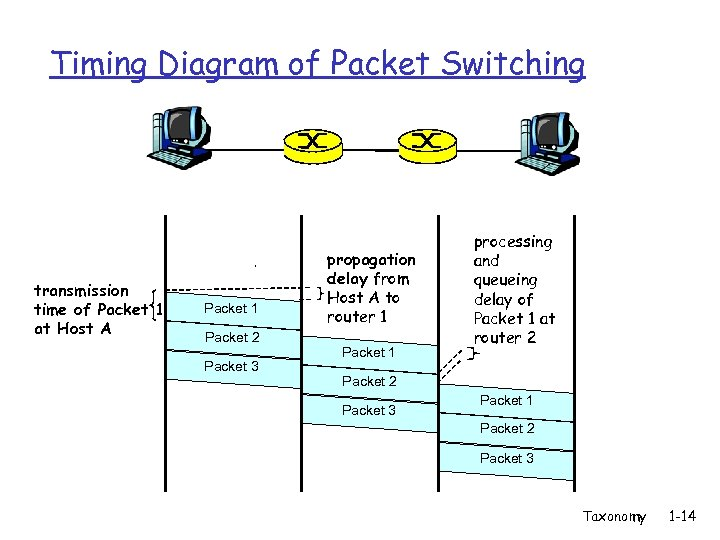 Timing Diagram of Packet Switching
transmission
time of Packet 1
at Host A
Packet 1
Packet 2
Packet 3
propagation
delay from
Host A to
router 1
Packet 1
Packet 2
Packet 3
processing
and
queueing
delay of
Packet 1 at
router 2
Packet 1
Packet 2
Packet 3
Taxonomy 1-14